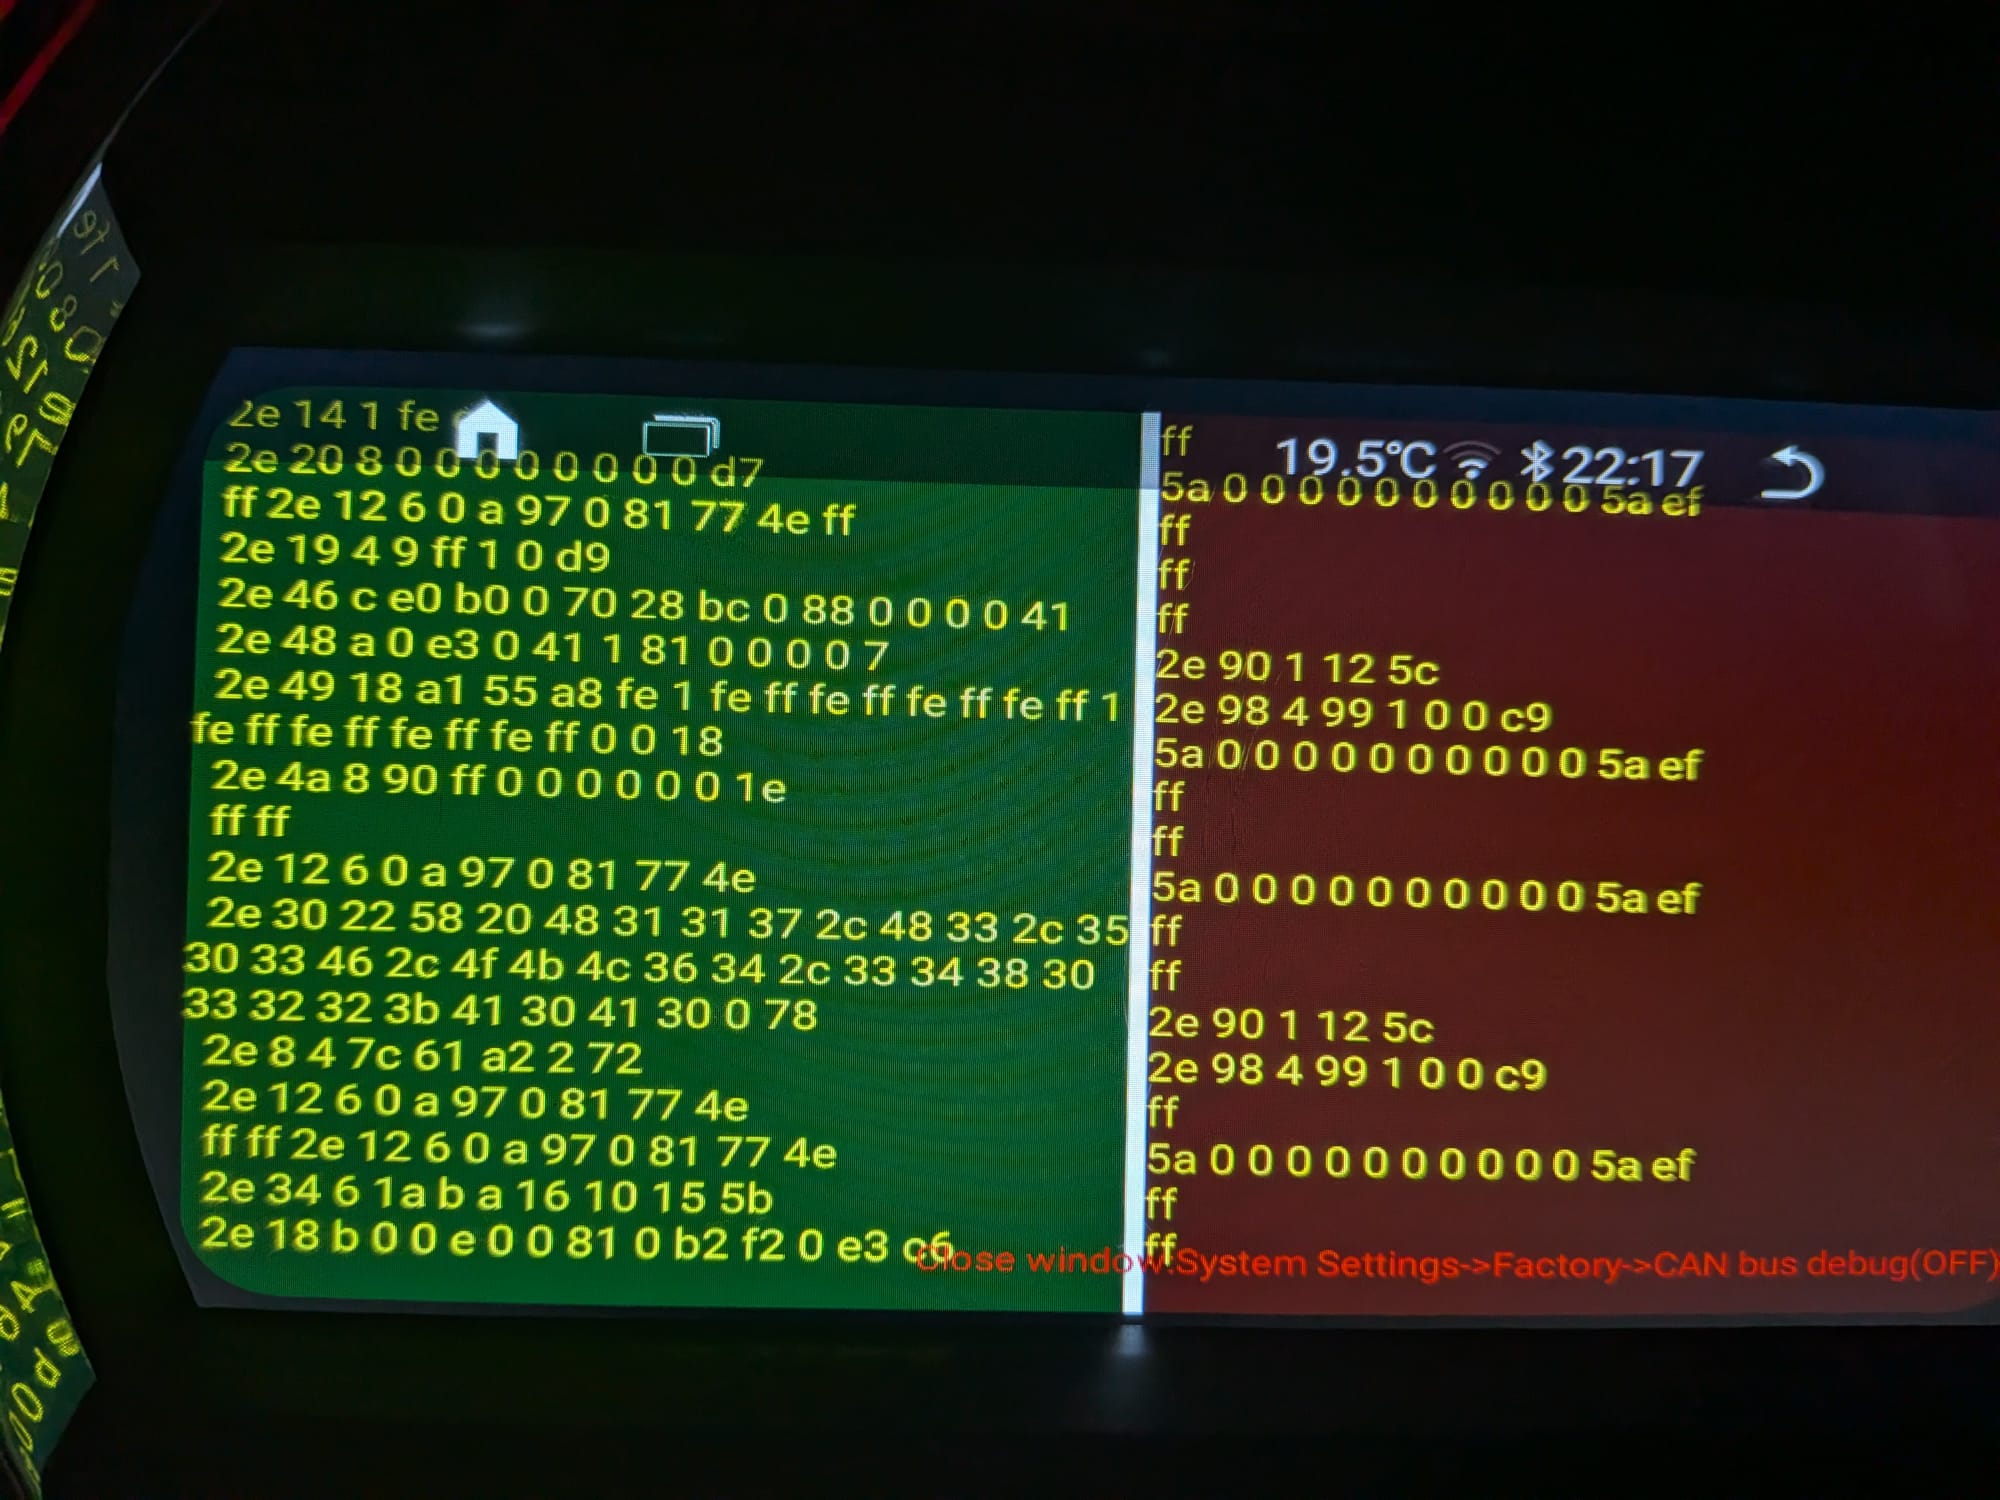 2e 14 1 fe
2e 20 8 0 0 0 0 0 0 0 0 d7
ff 2e 12 6 0 a 97 0 81 77 4e ff
2e 19 4 9 ff 1 0 d9
2e 46 c e0 b0 0 70 28 bc 0 88 0 0 0 0 41
2e 48 a 0 e3 0 41 1 81 0 0 0 0 7
2e 49 18 a1 55 a8 fe 1 fe ff fe ff fe ff fe ff 1
fe ff fe ff fe ff fe ff 0 0 18
2e 4a 8 90 ff 0 0 0 0 0 0 1e
ff ff
2e 12 6 0 a 97 0 81 77 4e
2e 30 22 58 20 48 31 31 37 2c 48 33 2c 35
30 33 46 2c 4f 4b 4c 36 34 2c 33 34 38 30
33 32 32 3b 41 30 41 30 0 78
2e 8 4 7c 61 a2 2 72
2e 12 6 0 a 97 0 81 77 4e
ff ff 2e 12 6 0 a 97 0 81 77 4e
2e 34 6 1a b a 16 10 15 5b
2e 18 b 0 0 e 0 0 81 0 b2 f2 0 e3 c6
19.5°C 22:17
ff
5a 0 0 0 0 0 0 0 0 0 0 5a ef
ff
ff
ff
2e 90 1 12 5c
2e 98 4 99 1 0 0 c9
5a 0 0 0 0 0 0 0 0 0 0 5a ef
ff
ff
5a 0 0 0 0 0 0 0 0 0 0 5a ef
ff
ff
2e 90 1 12 5c
2e 98 4 99 1 0 0 c9
ff
5a 0 0 0 0 0 0 0 0 0 0 5a ef
ff
ff
Close window:System Settings->Factory->CAN bus debug(OFF)